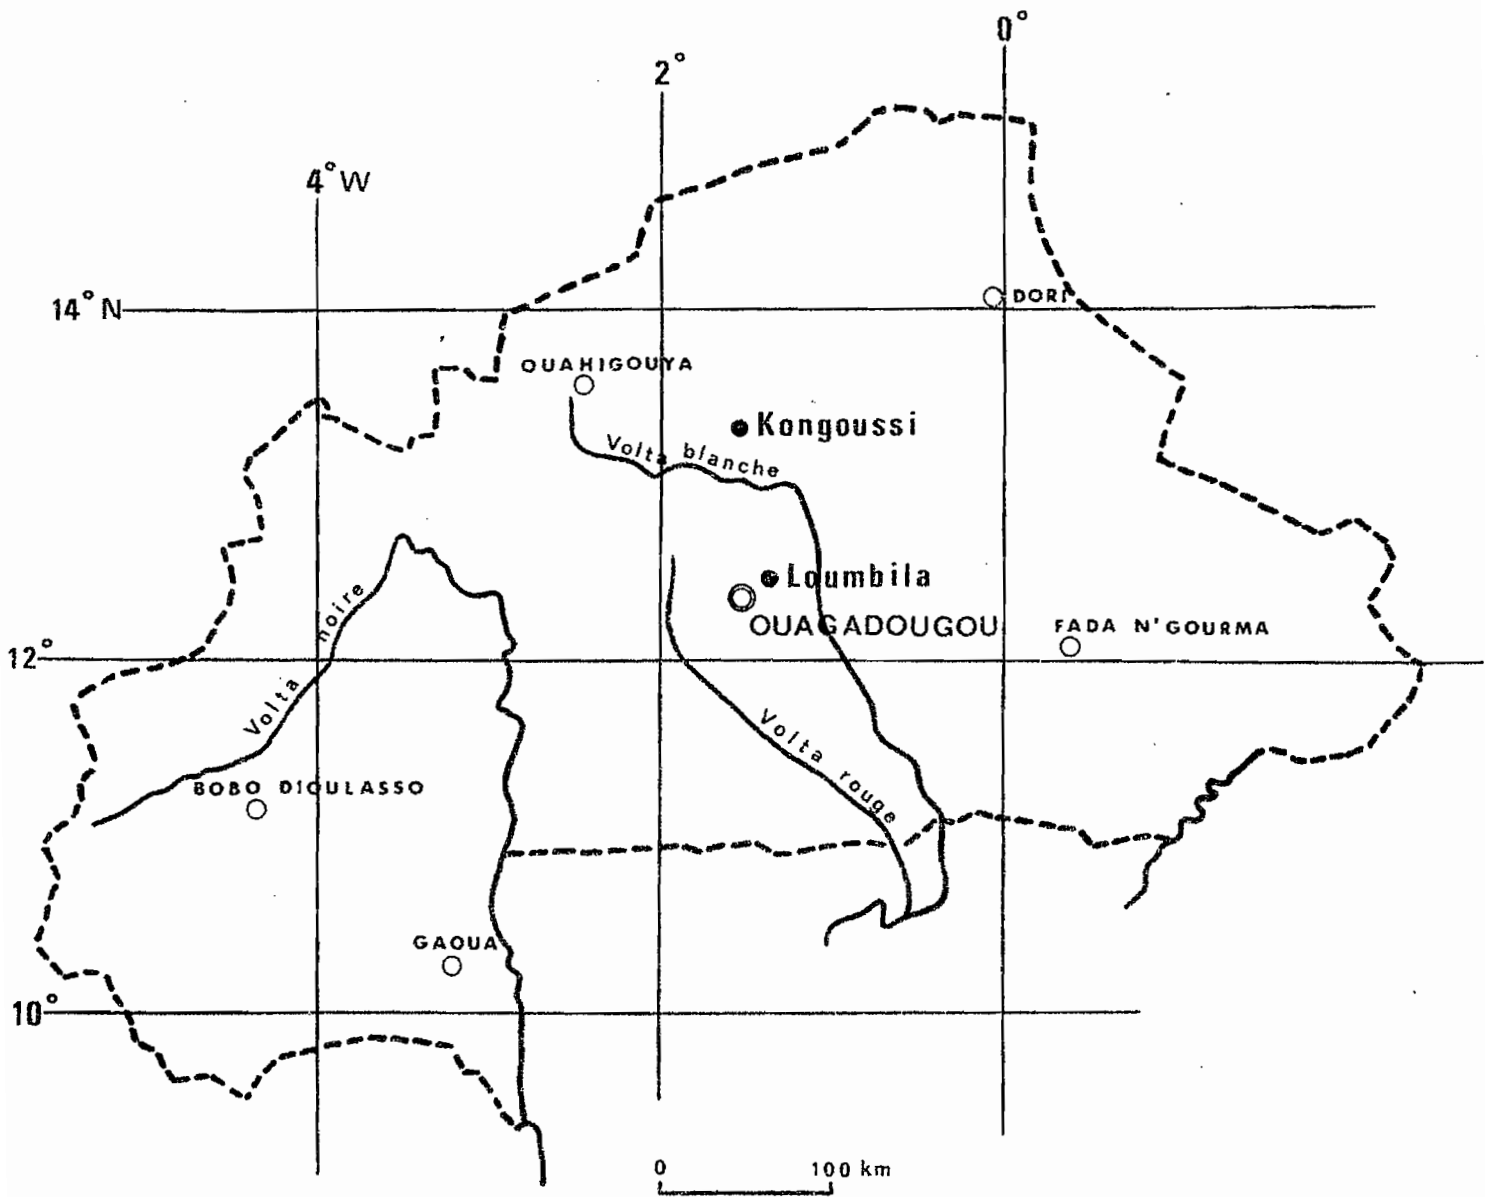 0°
2°
4°W
14°N
DORI
OUAHIGOUYA
Kongoussi
Volta blanche
Loumbila
OUAGADOUGOU
FADA N'GOURMA
12°
Volta noire
Volta rouge
BOBO DIOULASSO
GAOUA
10°
0 100 km